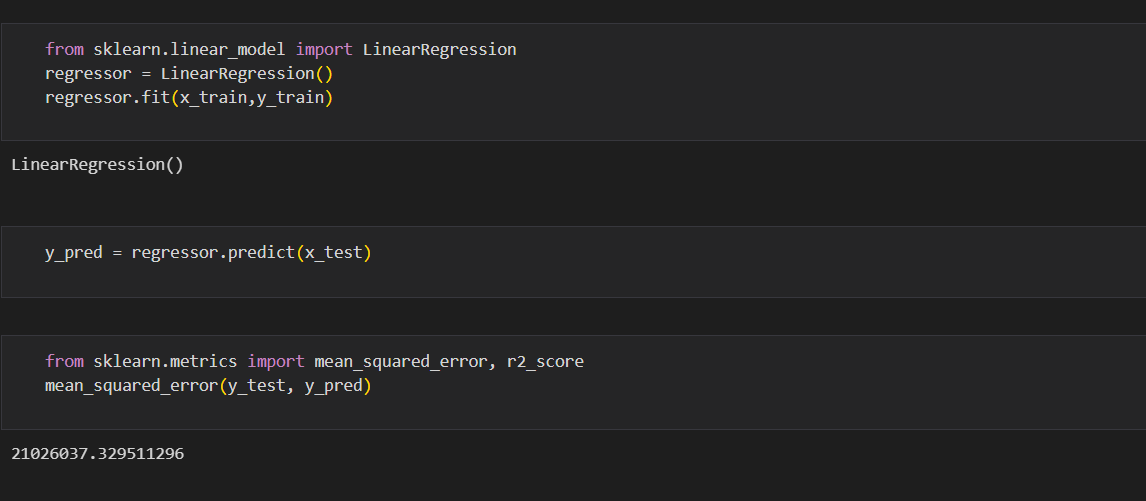 from sklearn.linear_model import LinearRegression
regressor = LinearRegression()
regressor.fit(x_train,y_train)
LinearRegression()
y_pred = regressor.predict(x_test)
from sklearn.metrics import mean_squared_error, r2_score
mean_squared_error(y_test, y_pred)
21026037.329511296